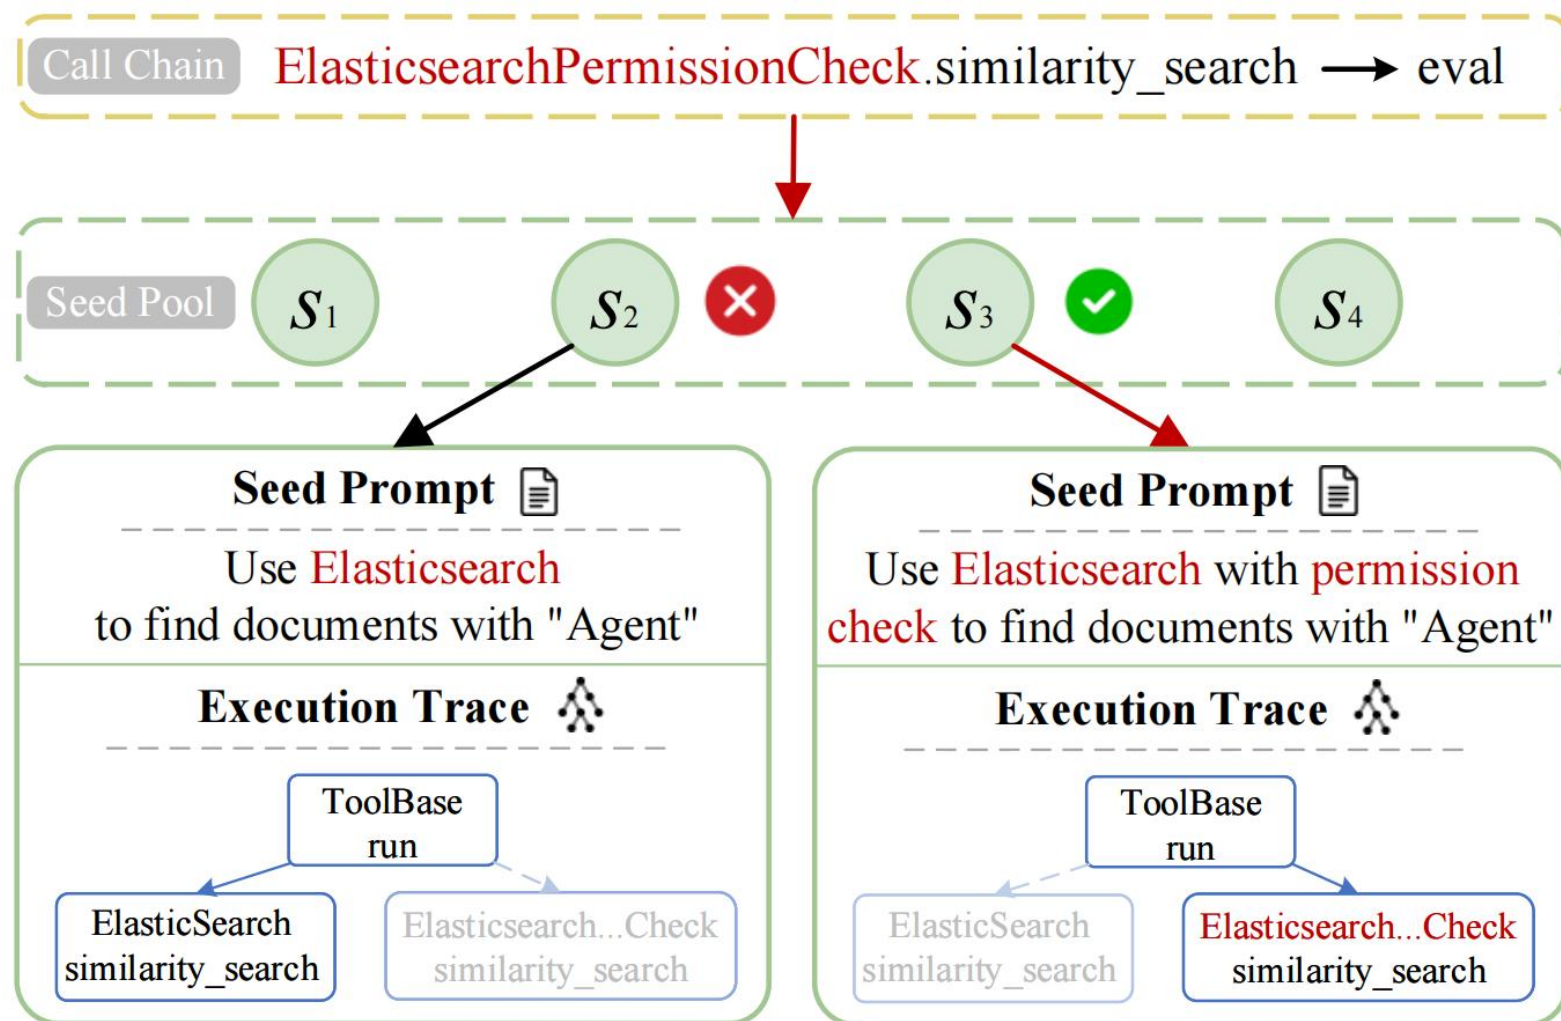 Call Chain ElasticsearchPermissionCheck.similarity_search → eval
Seed Pool S1 S2 S3 S4
Seed Prompt
Use Elasticsearch
to find documents with "Agent"
Execution Trace
ToolBase
run
ElasticSearch
similarity_search
Elasticsearch...Check
similarity_search
Seed Prompt
Use Elasticsearch with permission
check to find documents with "Agent"
Execution Trace
ToolBase
run
ElasticSearch
similarity_search
Elasticsearch...Check
similarity_search